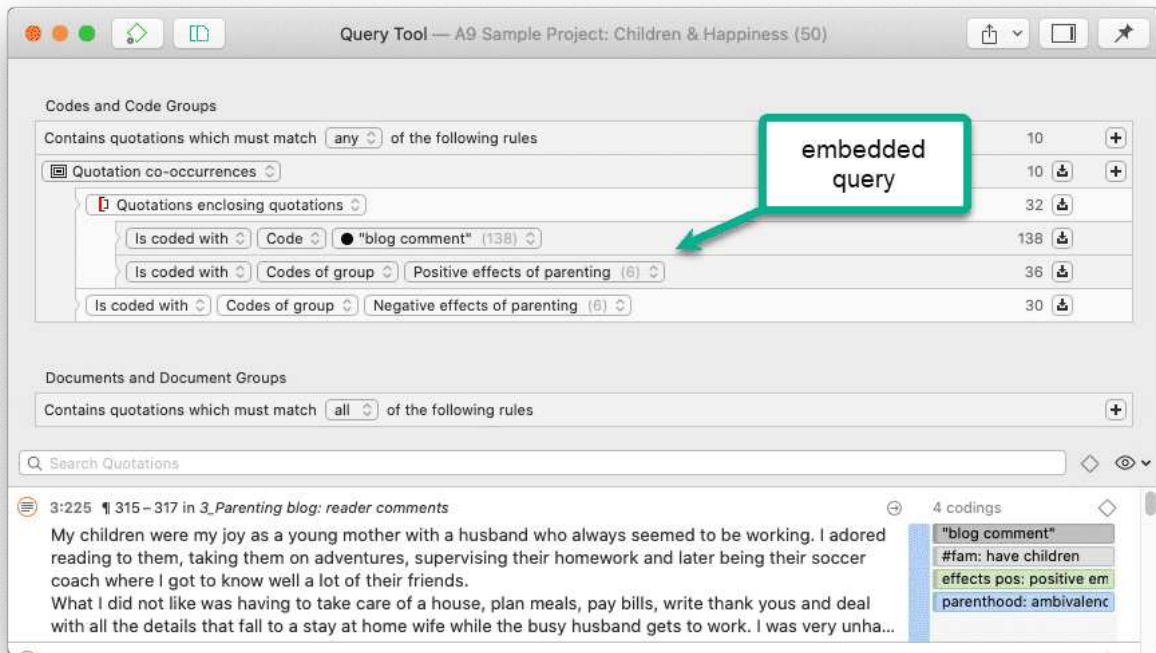 Query Tool — A9 Sample Project: Children & Happiness (50)
Codes and Code Groups
Contains quotations which must match any of the following rules 10
embedded
query
Quotation co-occurrences 10
Quotations enclosing quotations 32
Is coded with Code "blog comment" (138) 138
Is coded with Codes of group Positive effects of parenting (6) 36
Is coded with Codes of group Negative effects of parenting (6) 30
Documents and Document Groups
Contains quotations which must match all of the following rules
Search Quotations
3:225 ¶ 315 – 317 in 3_Parenting blog: reader comments 4 codings
My children were my joy as a young mother with a husband who always seemed to be working. I adored
reading to them, taking them on adventures, supervising their homework and later being their soccer
coach where I got to know well a lot of their friends.
What I did not like was having to take care of a house, plan meals, pay bills, write thank yous and deal
with all the details that fall to a stay at home wife while the busy husband gets to work. I was very unha...
"blog comment"
#fam: have children
effects pos: positive em
parenthood: ambivalenc